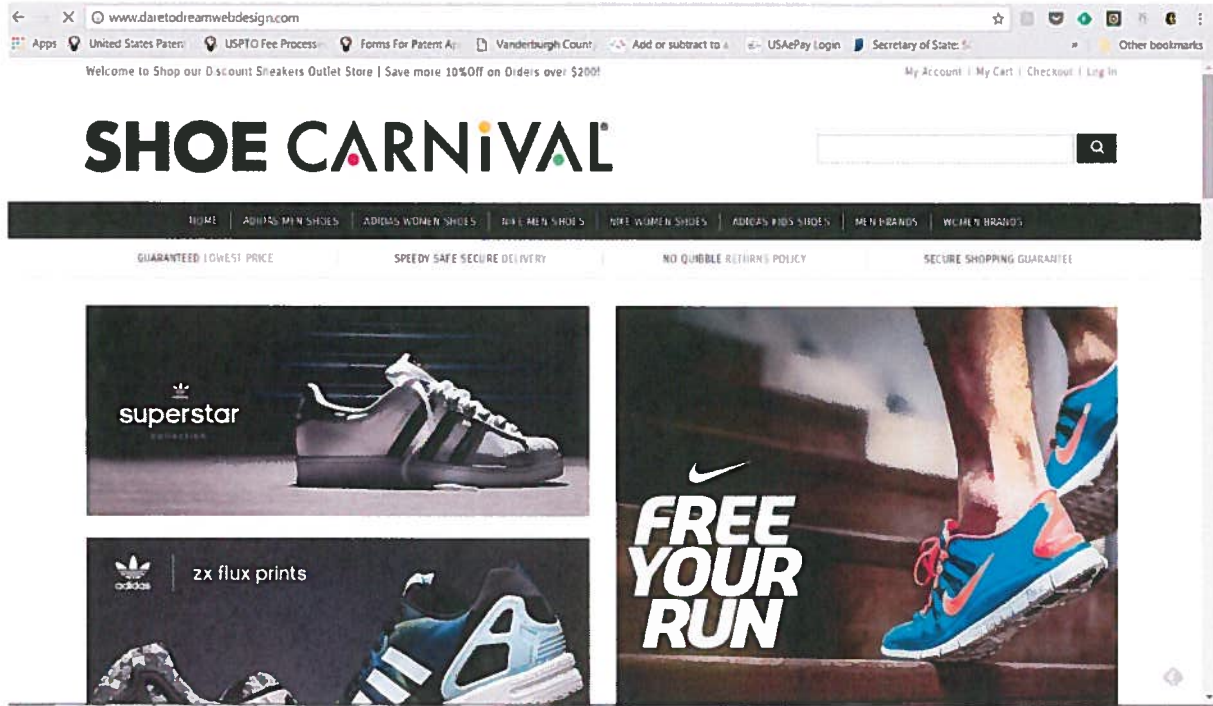 www.daretodreamwebdesign.com
Apps United States Paten USPTO Fee Process Forms For Patent Ap Vanderburgh Count Add or subtract to a USAePay Login Secretary of State: S » Other bookmarks
Welcome to Shop our Discount Sneakers Outlet Store | Save more 10%Off on Orders over $200!
My Account | My Cart | Checkout | Log In
SHOE CARNiVAL
HOME | ADIDAS MEN SHOES | ADIDAS WOMEN SHOES | NIKE MEN SHOES | NIKE WOMEN SHOES | ADIDAS KIDS SHOES | MEN BRANDS | WOMEN BRANDS
GUARANTEED LOWEST PRICE
SPEEDY SAFE SECURE DELIVERY
NO QUIBBLE RETURNS POLICY
SECURE SHOPPING GUARANTEE
superstar
collection
adidas | zx flux prints
FREE
YOUR
RUN